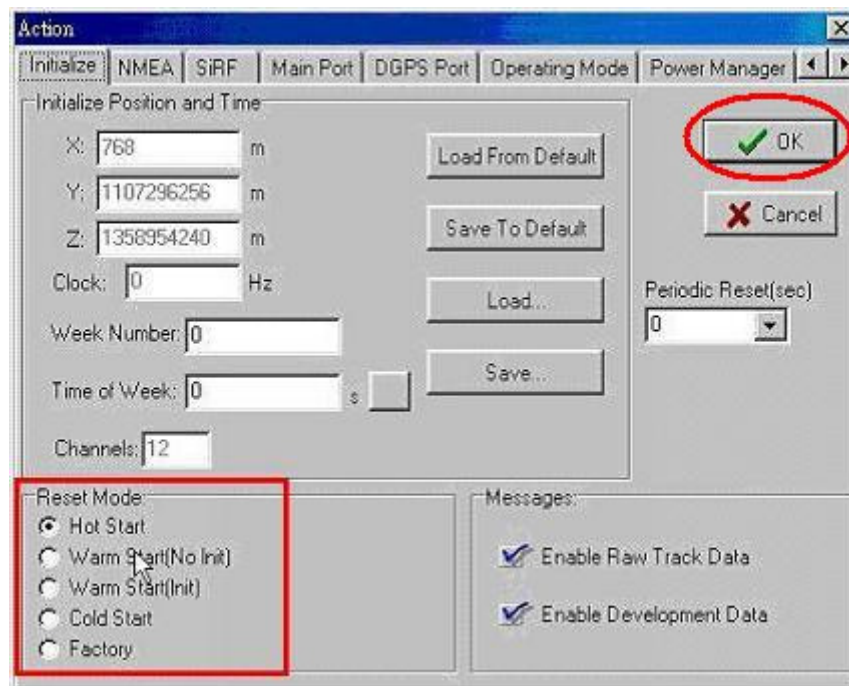 Action
Initialize NMEA SiRF Main Port DGPS Port Operating Mode Power Manager
Initialize Position and Time
X: 768 m
Y: 1107296256 m
Z: 1358954240 m
Clock: 0 Hz
Week Number: 0
Time of Week: 0 s
Channels: 12
Load From Default
Save To Default
Load...
Save...
OK
Cancel
Periodic Reset(sec)
0
Reset Mode
Hot Start
Warm Start(No Init)
Warm Start(Init)
Cold Start
Factory
Messages:
Enable Raw Track Data
Enable Development Data